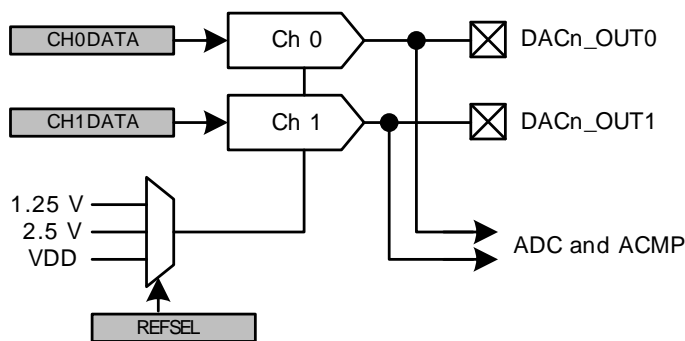 CH0DATA
Ch 0
DACn_OUT0
CH1DATA
Ch 1
DACn_OUT1
1.25 V
2.5 V
VDD
ADC and ACMP
REFSEL